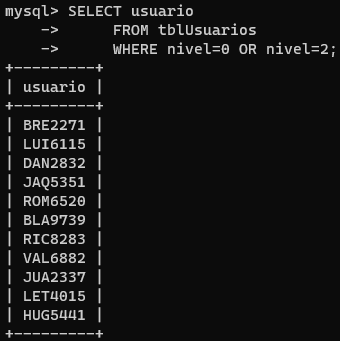 mysql> SELECT usuario
    ->      FROM tblUsuarios
    ->      WHERE nivel=0 OR nivel=2;
+---------+
| usuario |
+---------+
| BRE2271 |
| LUI6115 |
| DAN2832 |
| JAQ5351 |
| ROM6520 |
| BLA9739 |
| RIC8283 |
| VAL6882 |
| JUA2337 |
| LET4015 |
| HUG5441 |
+---------+